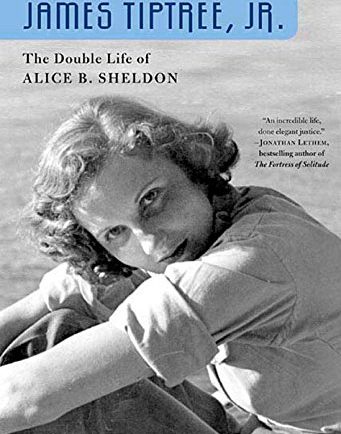 JAMES TIPTREE, JR.
The Double Life of
ALICE B. SHELDON
"An incredible life,
done elegant justice."
—JONATHAN LETHEM,
bestselling author of
The Fortress of Solitude